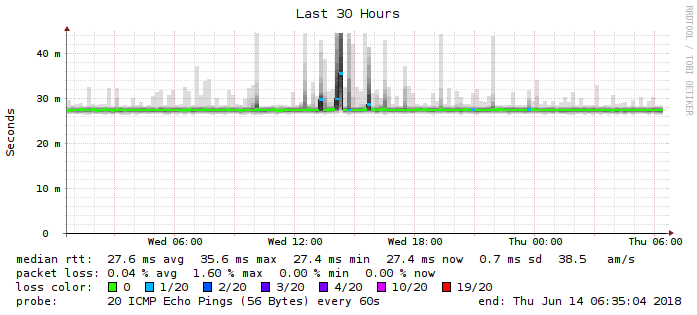 Last 30 Hours
RRDTOOL / TOBI OETIKER
Seconds
40 m
30 m
20 m
10 m
0
Wed 06:00 Wed 12:00 Wed 18:00 Thu 00:00 Thu 06:00
median rtt: 27.6 ms avg 35.6 ms max 27.4 ms min 27.4 ms now 0.7 ms sd 38.5 am/s
packet loss: 0.04 % avg 1.60 % max 0.00 % min 0.00 % now
loss color: 0 1/20 2/20 3/20 4/20 10/20 19/20
probe: 20 ICMP Echo Pings (56 Bytes) every 60s end: Thu Jun 14 06:35:04 2018